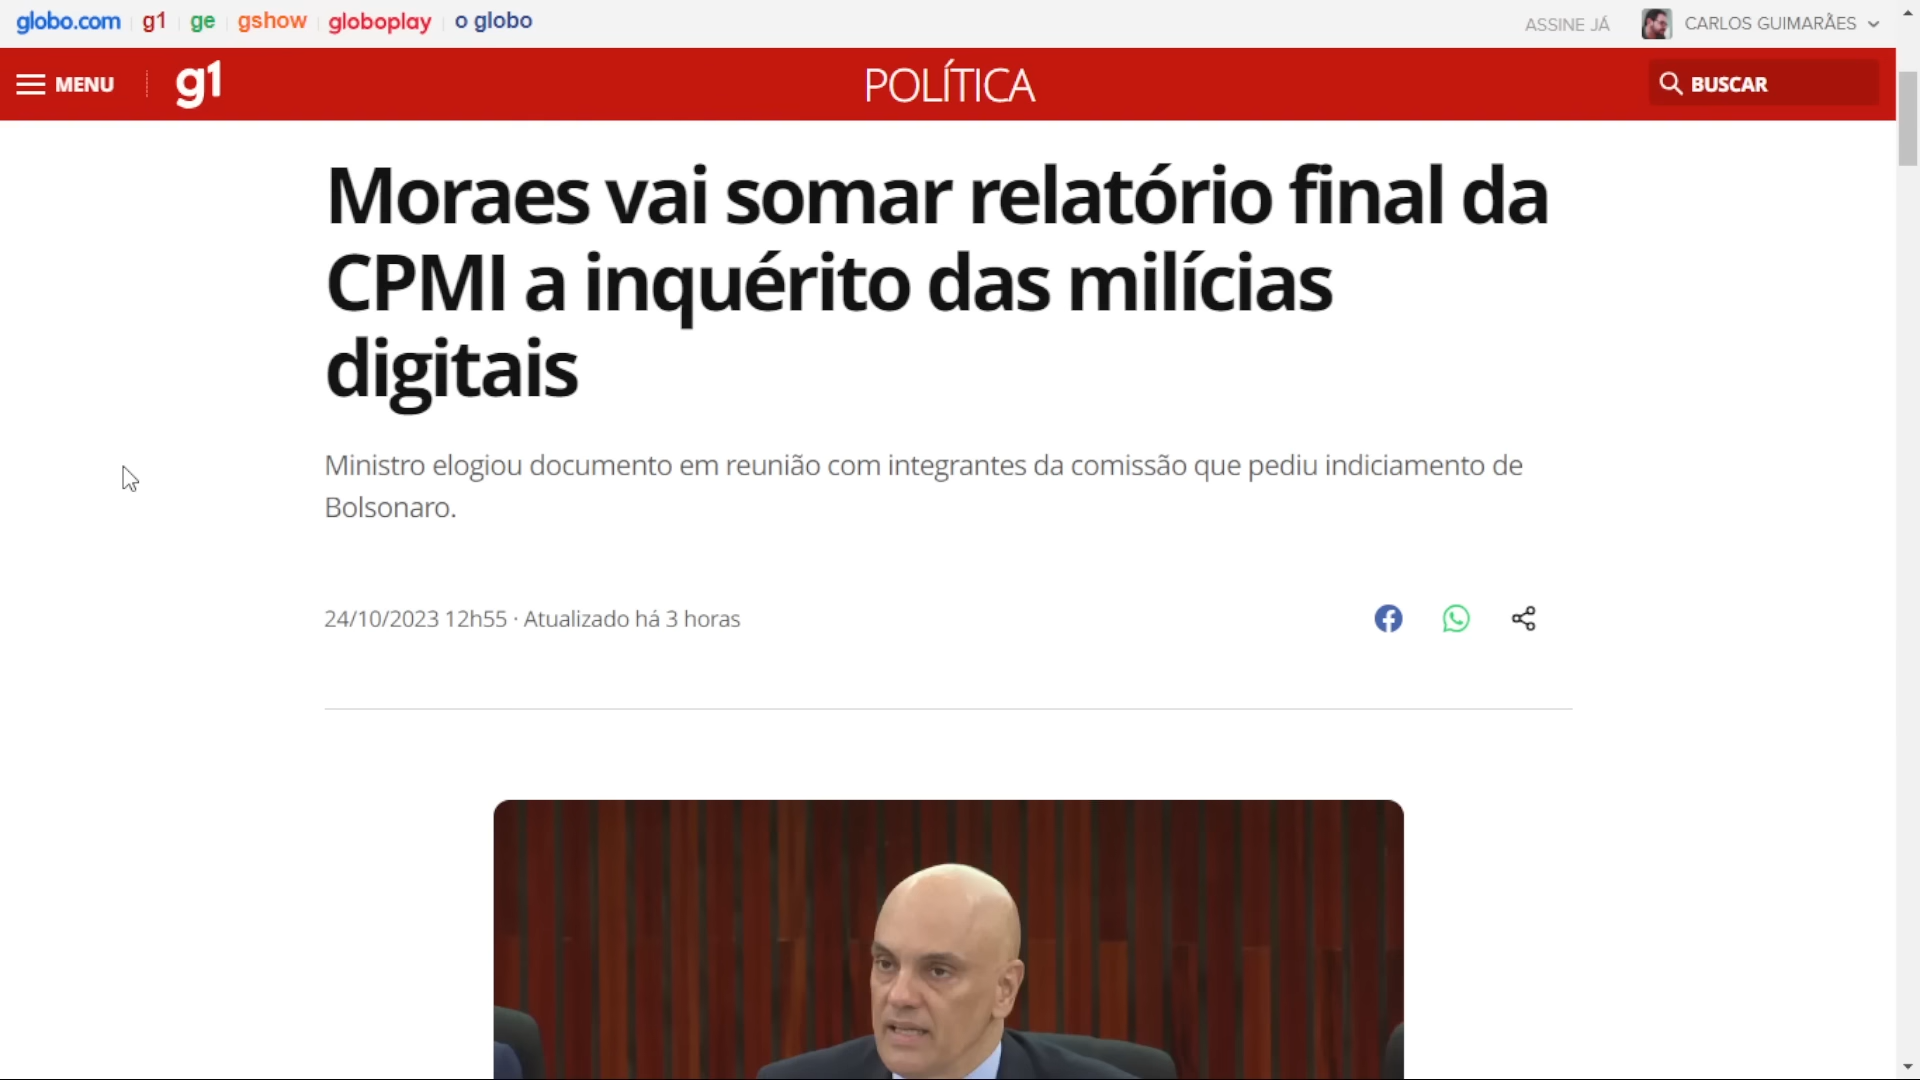 globo.com g1 ge gshow globoplay o globo ASSINE JÁ CARLOS GUIMARÃES
MENU g1 POLÍTICA BUSCAR
Moraes vai somar relatório final da
CPMI a inquérito das milícias
digitais
Ministro elogiou documento em reunião com integrantes da comissão que pediu indiciamento de
Bolsonaro.
24/10/2023 12h55 · Atualizado há 3 horas